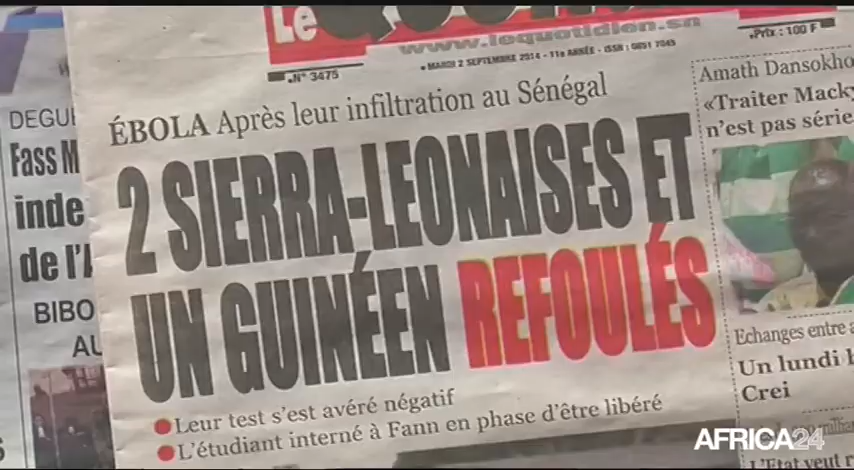 Le QUOTIDIEN
www.lequotidien.sn
N° 3475
MARDI 2 SEPTEMBRE 2014 - 11e ANNÉE - ISSN : 0851 7045
Prix : 100 F
ÉBOLA Après leur infiltration au Sénégal
2 SIERRA-LEONAISES ET
UN GUINÉEN REFOULÉS
Leur test s'est avéré négatif
L'étudiant interné à Fann en phase d'être libéré
Amath Dansokho
«Traiter Macky
n'est pas série
Echanges entre a
Un lundi
Crei
L'Etat veut r
DEGUE
Fass M
inde
de l'
BIBO
AU
AFRICA24